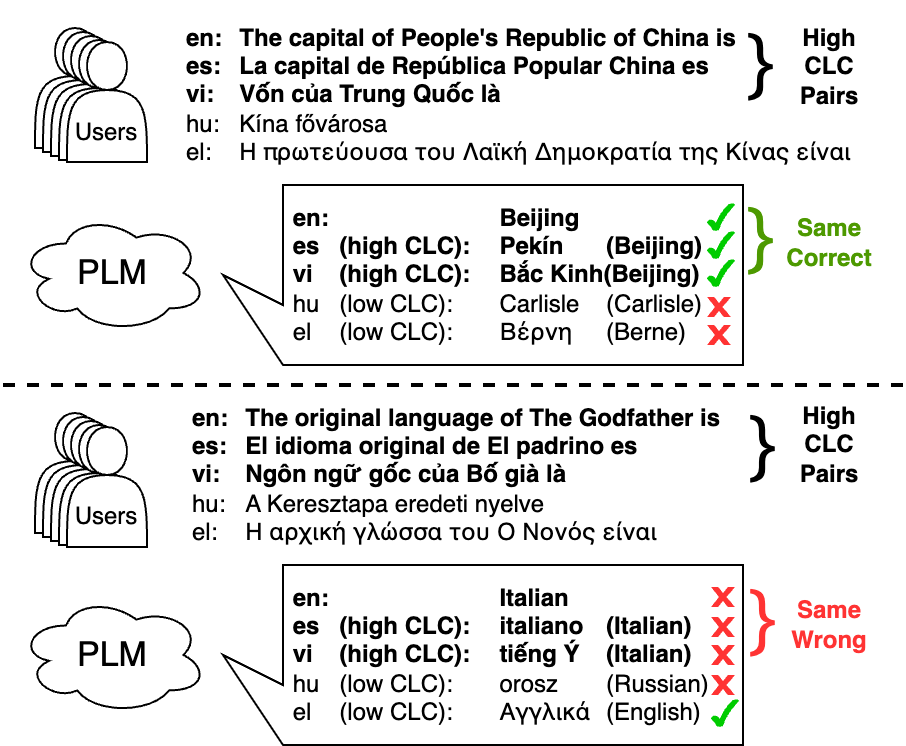 en: The capital of People's Republic of China is
es: La capital de República Popular China es
vi: Vốn của Trung Quốc là
hu: Kína fővárosa
el: Η πρωτεύουσα του Λαϊκή Δημοκρατία της Κίνας είναι
High
CLC
Pairs
Users
PLM
en: Beijing
es (high CLC): Pekín (Beijing)
vi (high CLC): Bắc Kinh(Beijing)
hu (low CLC): Carlisle (Carlisle)
el (low CLC): Βέρνη (Berne)
Same
Correct
en: The original language of The Godfather is
es: El idioma original de El padrino es
vi: Ngôn ngữ gốc của Bố già là
hu: A Keresztapa eredeti nyelve
el: Η αρχική γλώσσα του Ο Νονός είναι
High
CLC
Pairs
Users
PLM
en: Italian
es (high CLC): italiano (Italian)
vi (high CLC): tiếng Ý (Italian)
hu (low CLC): orosz (Russian)
el (low CLC): Αγγλικά (English)
Same
Wrong